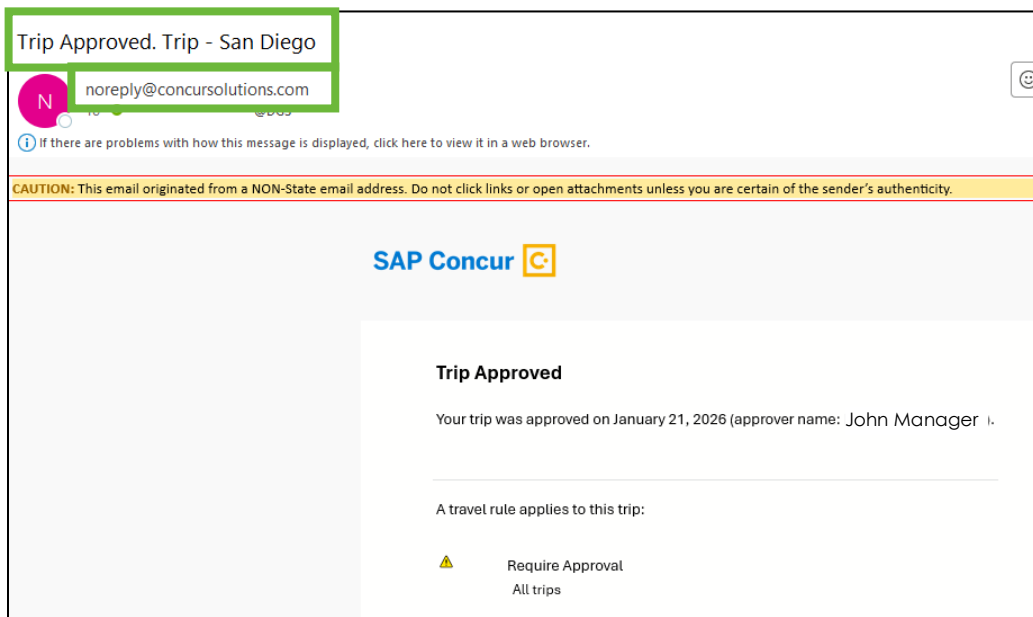 Trip Approved. Trip - San Diego
N
noreply@concursolutions.com
To
@DGS
If there are problems with how this message is displayed, click here to view it in a web browser.
CAUTION: This email originated from a NON-State email address. Do not click links or open attachments unless you are certain of the sender's authenticity.
SAP Concur C
Trip Approved
Your trip was approved on January 21, 2026 (approver name: John Manager ).
A travel rule applies to this trip:
Require Approval
All trips